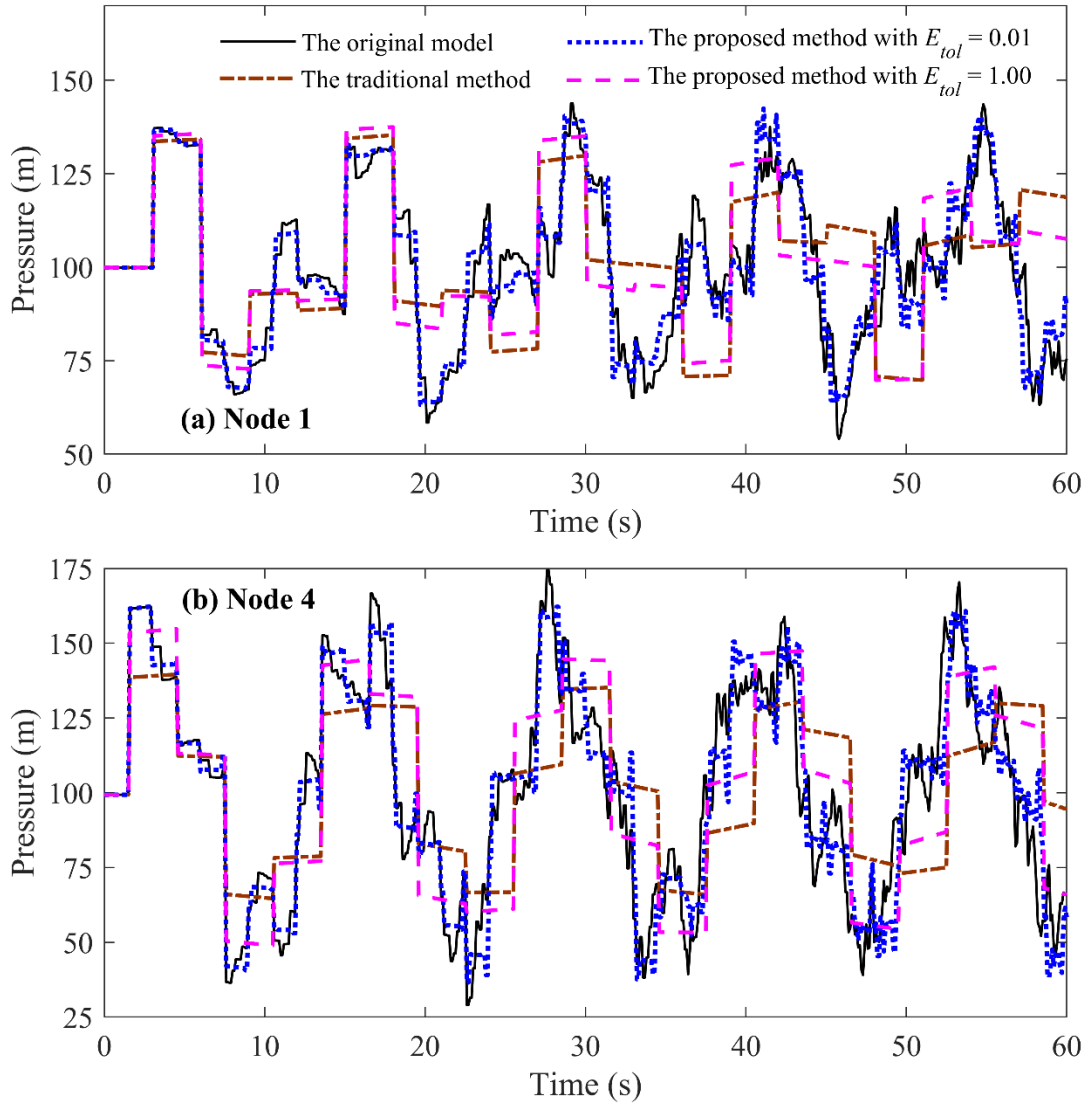 The original model
The traditional method
The proposed method with E_tol = 0.01
The proposed method with E_tol = 1.00
Pressure (m)
150
125
100
75
50
(a) Node 1
0 10 20 30 40 50 60
Time (s)
Pressure (m)
175
150
125
100
75
50
25
(b) Node 4
0 10 20 30 40 50 60
Time (s)